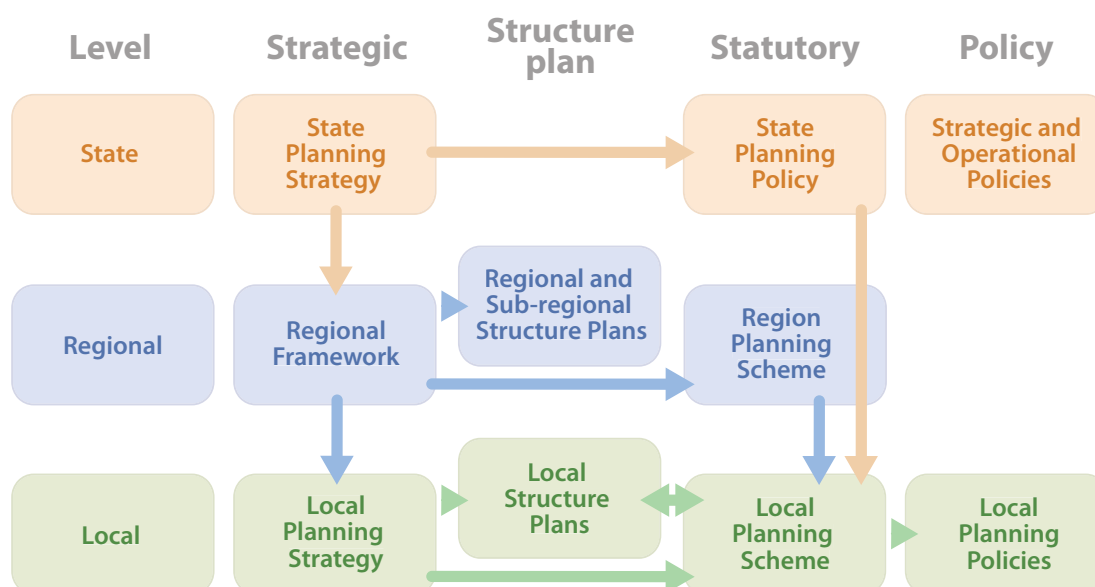 Level
Strategic
Structure
plan
Statutory
Policy
State
State
Planning
Strategy
State
Planning
Policy
Strategic and
Operational
Policies
Regional
Regional
Framework
Regional and
Sub-regional
Structure Plans
Region
Planning
Scheme
Local
Local
Planning
Strategy
Local
Structure
Plans
Local
Planning
Scheme
Local
Planning
Policies